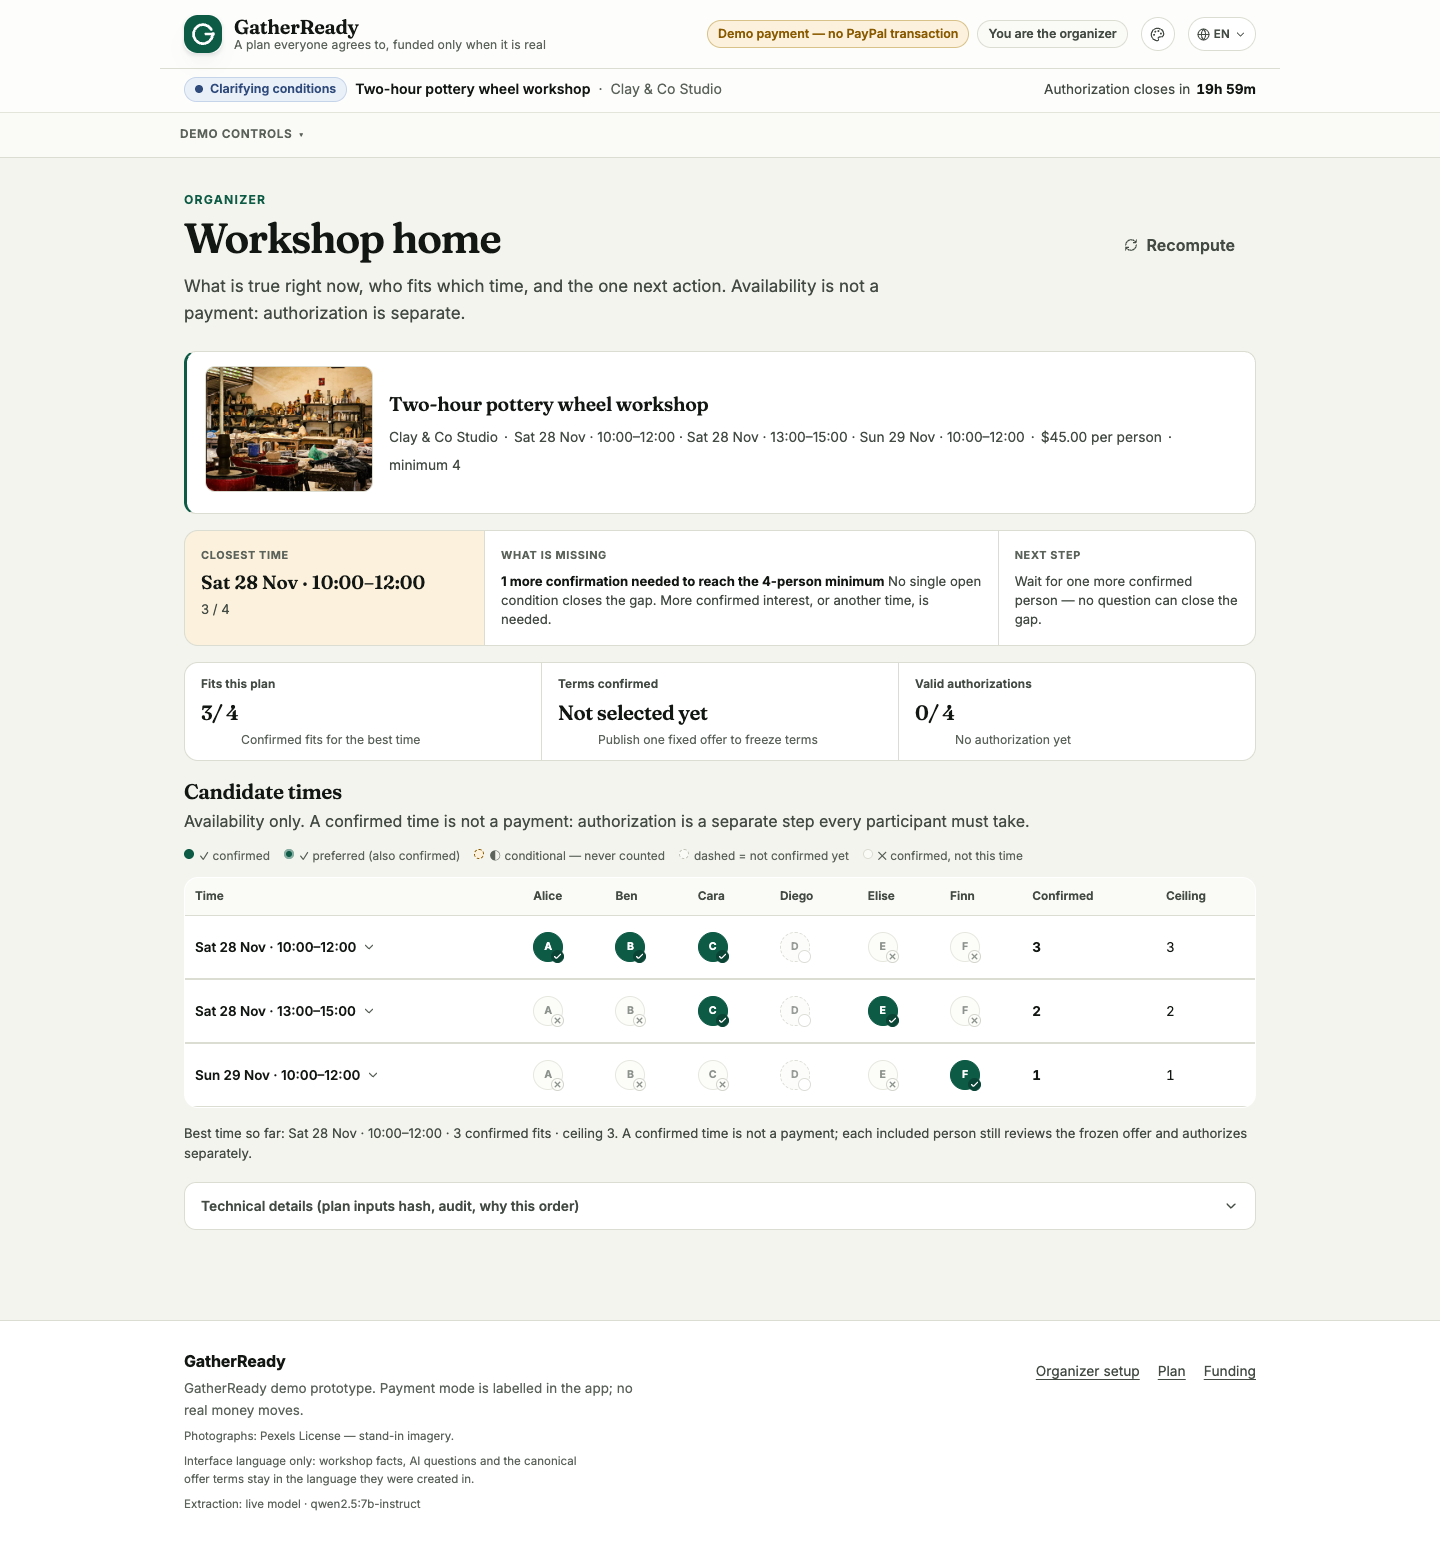 GatherReady
A plan everyone agrees to, funded only when it is real
Demo payment — no PayPal transaction
You are the organizer
EN
Clarifying conditions
Two-hour pottery wheel workshop · Clay & Co Studio
Authorization closes in 19h 59m
DEMO CONTROLS
ORGANIZER
Workshop home
Recompute
What is true right now, who fits which time, and the one next action. Availability is not a
payment: authorization is separate.
Two-hour pottery wheel workshop
Clay & Co Studio · Sat 28 Nov · 10:00–12:00 · Sat 28 Nov · 13:00–15:00 · Sun 29 Nov · 10:00–12:00 · $45.00 per person ·
minimum 4
CLOSEST TIME
Sat 28 Nov · 10:00–12:00
3 / 4
WHAT IS MISSING
1 more confirmation needed to reach the 4-person minimum No single open
condition closes the gap. More confirmed interest, or another time, is
needed.
NEXT STEP
Wait for one more confirmed
person — no question can close the
gap.
Fits this plan
3/ 4
Confirmed fits for the best time
Terms confirmed
Not selected yet
Publish one fixed offer to freeze terms
Valid authorizations
0/ 4
No authorization yet
Candidate times
Availability only. A confirmed time is not a payment: authorization is a separate step every participant must take.
✓ confirmed ✓ preferred (also confirmed) ◐ conditional — never counted dashed = not confirmed yet ✕ confirmed, not this time
Time Alice Ben Cara Diego Elise Finn Confirmed Ceiling
Sat 28 Nov · 10:00–12:00 A B C D E F 3 3
Sat 28 Nov · 13:00–15:00 A B C D E F 2 2
Sun 29 Nov · 10:00–12:00 A B C D E F 1 1
Best time so far: Sat 28 Nov · 10:00–12:00 · 3 confirmed fits · ceiling 3. A confirmed time is not a payment; each included person still reviews the frozen offer and authorizes
separately.
Technical details (plan inputs hash, audit, why this order)
GatherReady
GatherReady demo prototype. Payment mode is labelled in the app; no
real money moves.
Photographs: Pexels License — stand-in imagery.
Interface language only: workshop facts, AI questions and the canonical
offer terms stay in the language they were created in.
Extraction: live model · qwen2.5:7b-instruct
Organizer setup Plan Funding